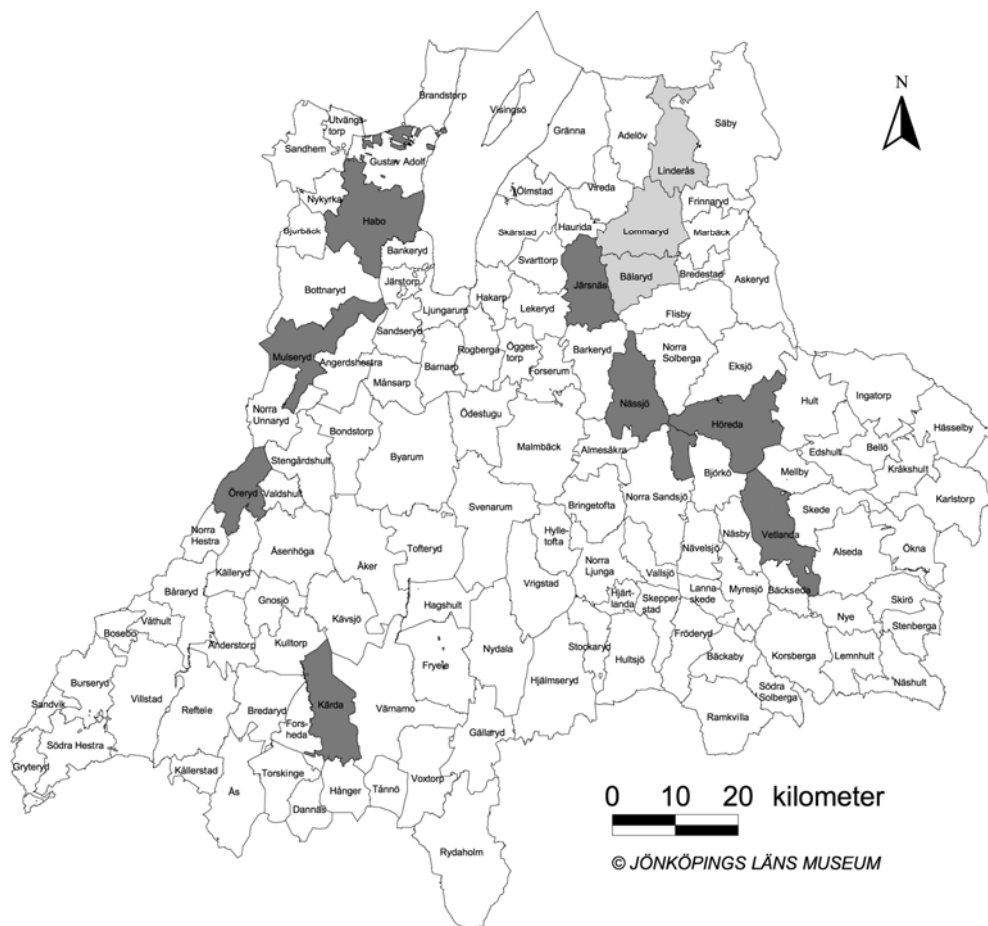 Brandstorp
Visingsö
N
Utvängs-
torp
Sandhem
Gustav Adolf
Gränna
Adelöv
Säby
Linderås
Nykyrka
Habo
Ölmstad
Vireda
Frinnaryd
Bjurbäck
Skärstad
Haurida
Lommaryd
Marbäck
Bankeryd
Svarttorp
Bottnaryd
Järstorp
Järsnäs
Bälaryd
Bredestad
Askeryd
Hakarp
Ljungarum
Lekeryd
Flisby
Sandseryd
Mulseryd
Angerdshestra
Barnarp
Rogberga
Ögges-
torp
Barkeryd
Norra
Solberga
Eksjö
Forserum
Månsarp
Nässjö
Hult
Ingatorp
Norra
Unnaryd
Bondstorp
Ödestugu
Höreda
Hässelby
Byarum
Malmbäck
Almesåkra
Edshult
Bellö
Stengårdshult
Björkö
Mellby
Kråkshult
Öreryd
Valdshult
Norra Sandsjö
Karlstorp
Svenarum
Bringetofta
Skede
Norra
Hestra
Åsenhöga
Tofteryd
Hylle-
tofta
Näsby
Vetlanda
Nävelsjö
Alseda
Ökna
Källeryd
Åker
Norra
Ljunga
Vallsjö
Båraryd
Gnosjö
Vrigstad
Hjärt-
landa
Skepper-
stad
Lanna-
skede
Myresjö
Bäckseda
Skirö
Våthult
Hagshult
Kävsjö
Nye
Stenberga
Bosebo
Anderstorp
Kulltorp
Stockaryd
Fröderyd
Hultsjö
Bäckaby
Korsberga
Lemnhult
Fryele
Nydala
Hjälmseryd
Näshult
Burseryd
Sandvik
Villstad
Reftele
Bredaryd
Kärda
Värnamo
Södra
Solberga
Fors-
heda
Ramkvilla
Gällaryd
Södra Hestra
Gryteryd
Kållerstad
Torskinge
Voxtorp
Ås
Hånger
Tånnö
Dannäs
0 10 20 kilometer
Rydaholm
© JÖNKÖPINGS LÄNS MUSEUM